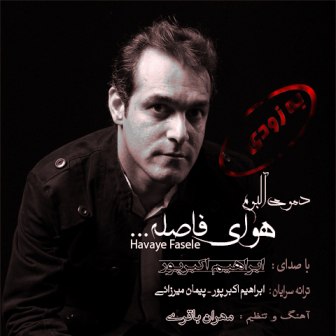 به زودی
دموی آلبوم
هوای فاصله...
Havaye Fasele
با صدای : ابراهیم اکبرپور
ترانه سرایان: ابراهیم اکبرپور - پیمان میرزائی
آهنگ و تنظیم : مهران باقری